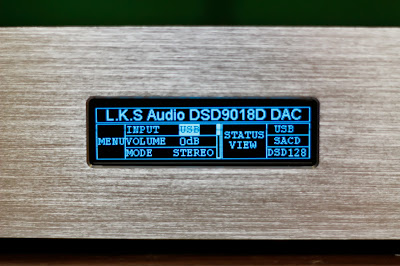 L.K.S Audio DSD9018D DAC
MENU
INPUT USB
VOLUME 0dB
MODE STEREO
STATUS
VIEW
USB
SACD
DSD128